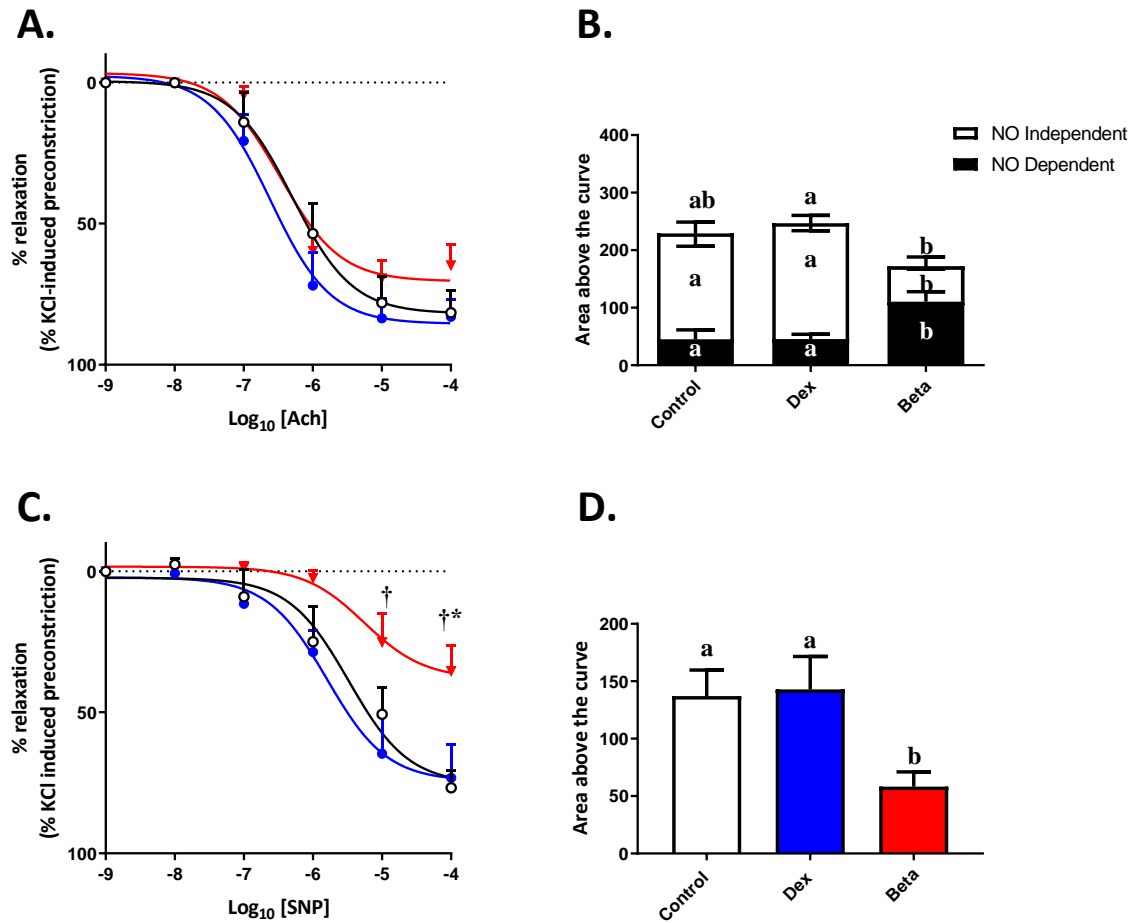 A.
0
50
100
-9 -8 -7 -6 -5 -4
% relaxation
(% KCl-induced preconstriction)
Log10 [Ach]
B.
NO Independent
NO Dependent
400
300
200
100
0
Area above the curve
ab a b
a a b
a a b
Control Dex Beta
C.
0
50
100
-9 -8 -7 -6 -5 -4
% relaxation
(% KCl induced preconstriction)
Log10 [SNP]
†
†*
D.
200
150
100
50
0
Area above the curve
a a b
Control Dex Beta